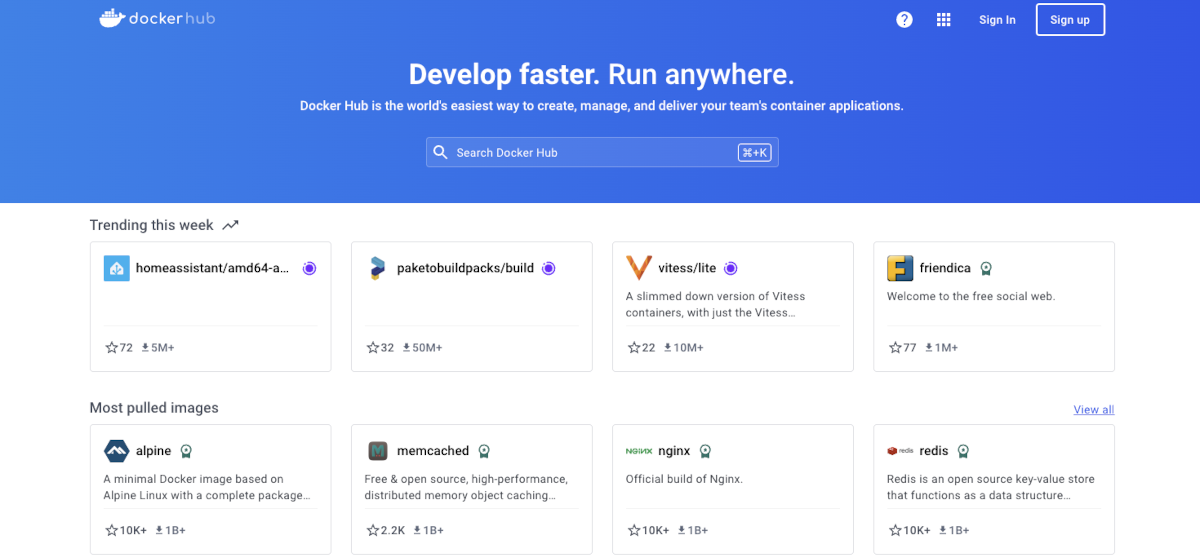 dockerhub
Sign In
Sign up
Develop faster. Run anywhere.
Docker Hub is the world's easiest way to create, manage, and deliver your team's container applications.
Search Docker Hub
⌘+K
Trending this week
homeassistant/amd64-a...
72 5M+
paketobuildpacks/build
32 50M+
vitess/lite
A slimmed down version of Vitess
containers, with just the Vitess…
22 10M+
friendica
Welcome to the free social web.
77 1M+
Most pulled images
View all
alpine
A minimal Docker image based on
Alpine Linux with a complete package…
10K+ 1B+
memcached
Free & open source, high-performance,
distributed memory object caching…
2.2K 1B+
NGINX
nginx
Official build of Nginx.
10K+ 1B+
redis
redis
Redis is an open source key-value store
that functions as a data structure…
10K+ 1B+